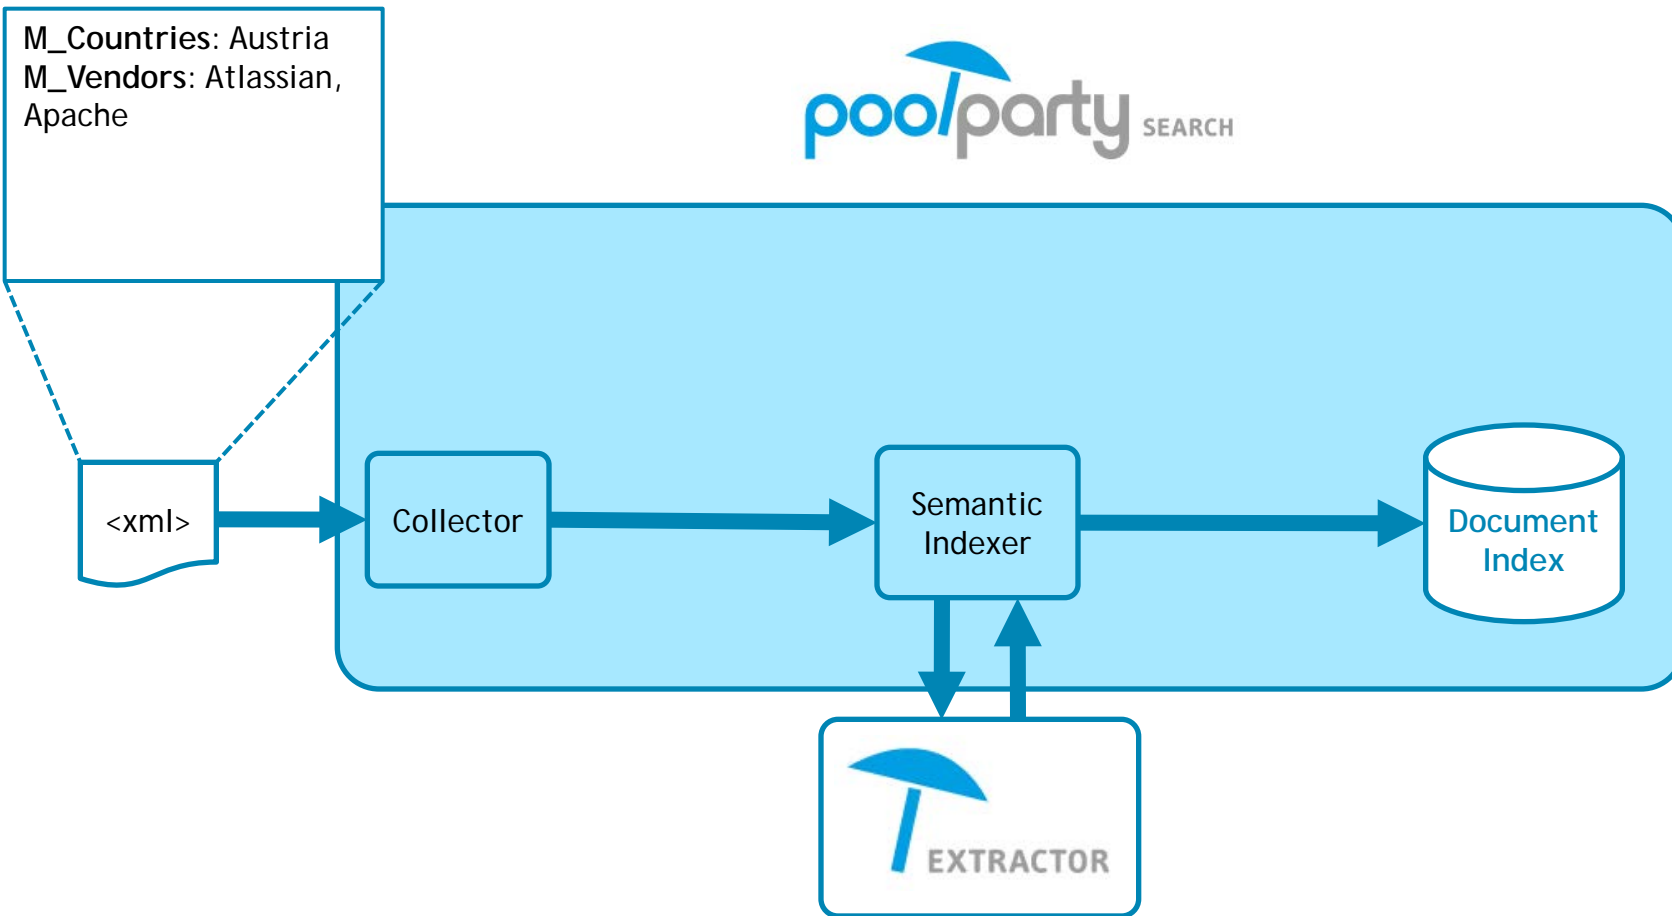 M_Countries: Austria
M_Vendors: Atlassian,
Apache
poolparty SEARCH
<xml>
Collector
Semantic
Indexer
Document
Index
EXTRACTOR